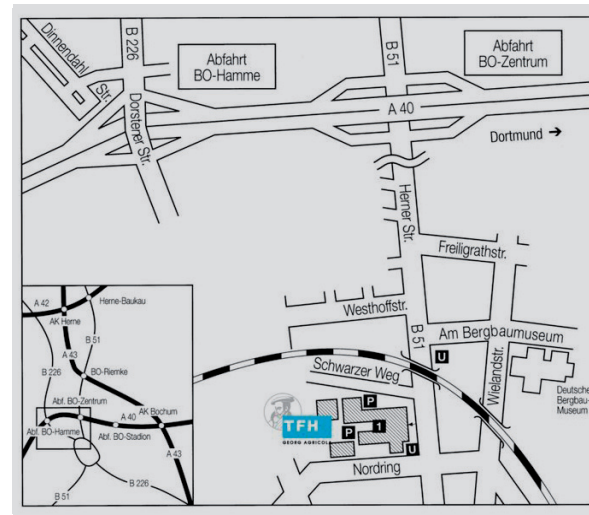 Dinnendahl
Str.
B 226
Abfahrt
BO-Hamme
B 51
Abfahrt
BO-Zentrum
Dorstener Str.
A 40
Dortmund →
Herner Str.
Freiligrathstr.
Westhoffstr.
B 51
Am Bergbaumuseum
U
Schwarzer Weg
Wielandstr.
Deutsche
Bergbau-
Museum
P
TFH
GEORG AGRICOLA
P
1
U
Nordring
A 42
Herne-Baukau
AK Herne
A 43
B 51
B 226
BO-Riemke
Abf. BO-Zentrum
AK Bochum
A 40
Abf. BO-Hamme
Abf. BO-Stadion
A 43
B 51
B 226